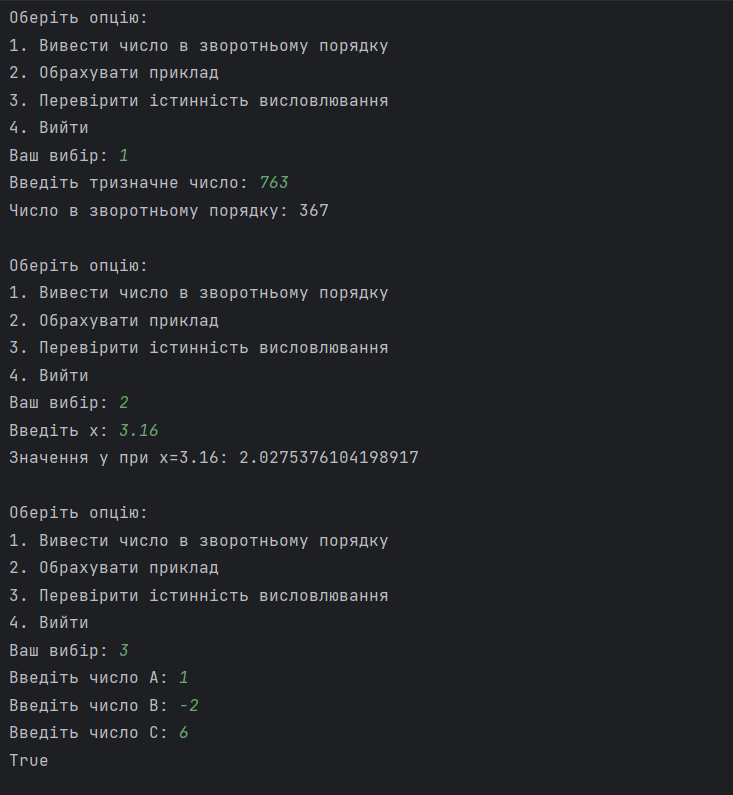 Оберіть опцію:
1. Вивести число в зворотньому порядку
2. Обрахувати приклад
3. Перевірити істинність висловлювання
4. Вийти
Ваш вибір: 1
Введіть тризначне число: 763
Число в зворотньому порядку: 367

Оберіть опцію:
1. Вивести число в зворотньому порядку
2. Обрахувати приклад
3. Перевірити істинність висловлювання
4. Вийти
Ваш вибір: 2
Введіть x: 3.16
Значення y при x=3.16: 2.0275376104198917

Оберіть опцію:
1. Вивести число в зворотньому порядку
2. Обрахувати приклад
3. Перевірити істинність висловлювання
4. Вийти
Ваш вибір: 3
Введіть число A: 1
Введіть число B: -2
Введіть число C: 6
True